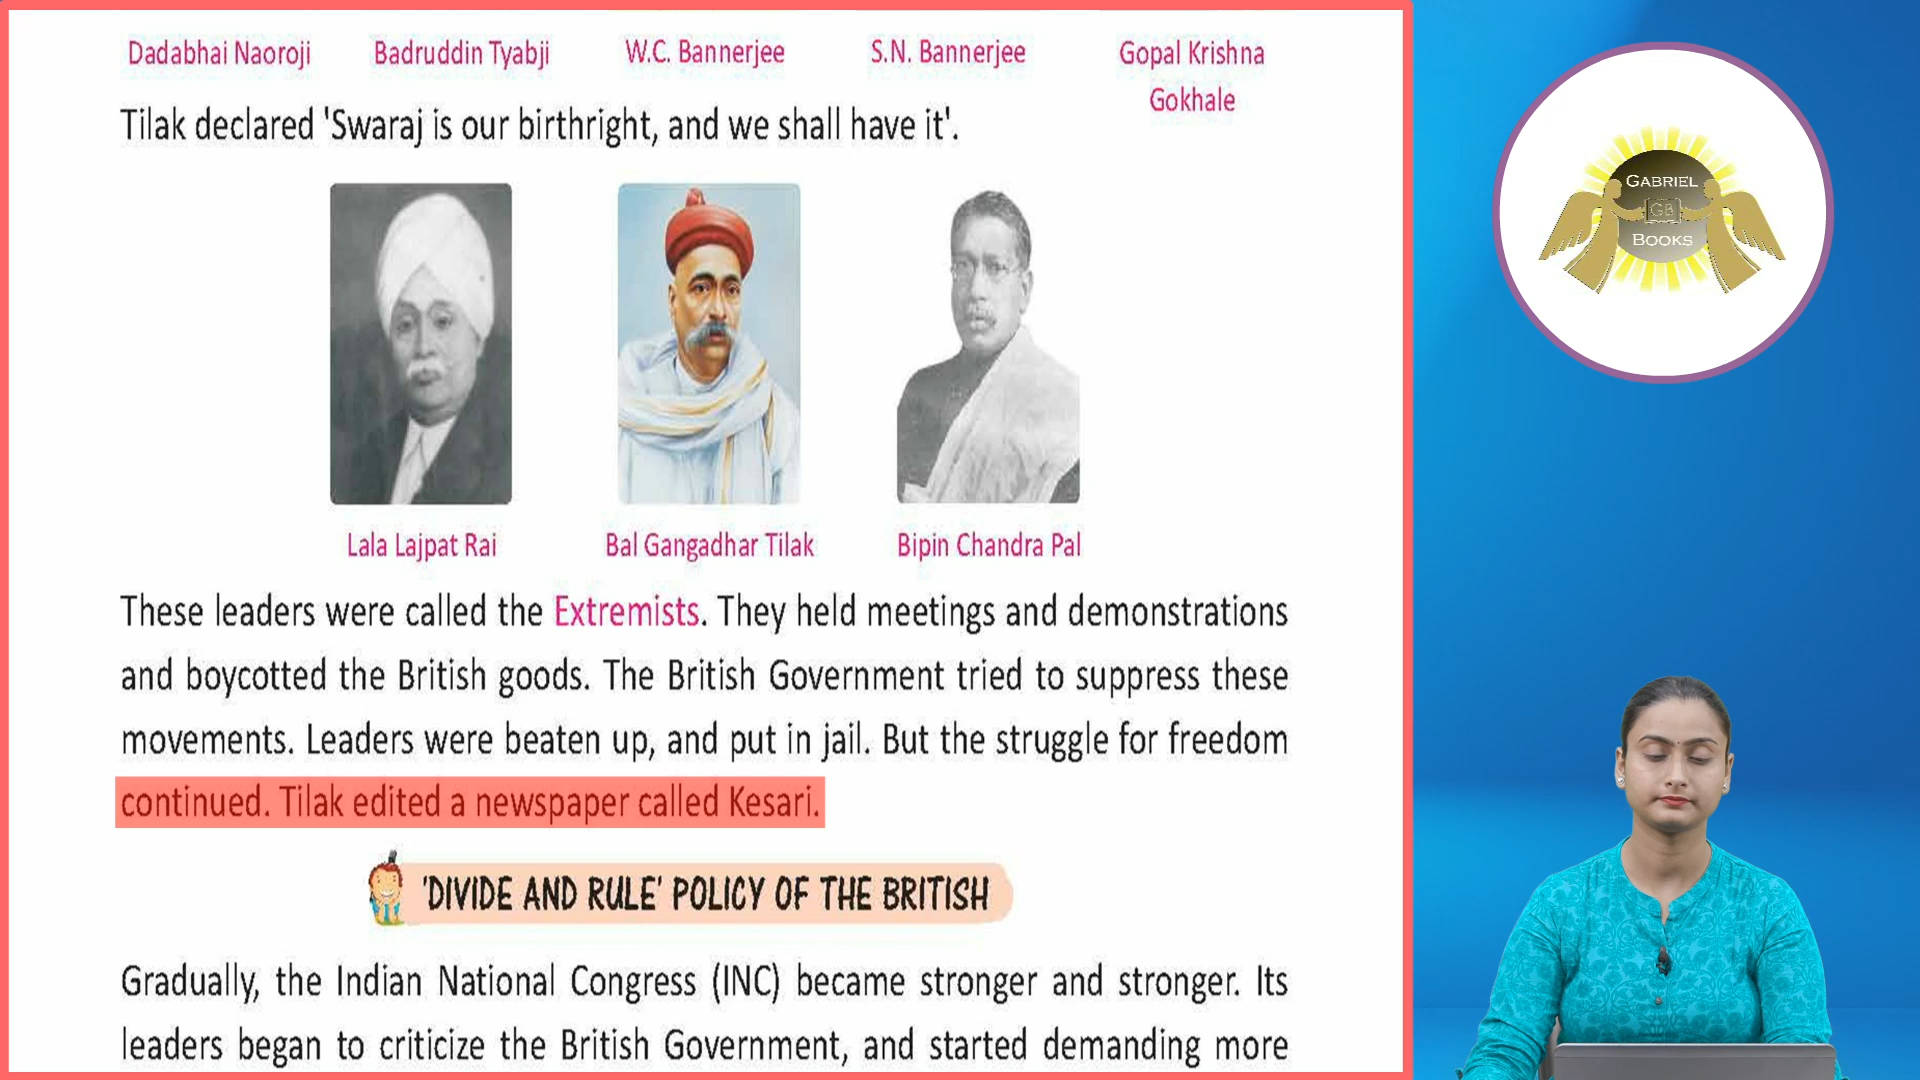 Dadabhai Naoroji
Badruddin Tyabji
W.C. Bannerjee
S.N. Bannerjee
Gopal Krishna
Gokhale
Tilak declared 'Swaraj is our birthright, and we shall have it'.
Lala Lajpat Rai
Bal Gangadhar Tilak
Bipin Chandra Pal
These leaders were called the Extremists. They held meetings and demonstrations
and boycotted the British goods. The British Government tried to suppress these
movements. Leaders were beaten up, and put in jail. But the struggle for freedom
continued. Tilak edited a newspaper called Kesari.
'DIVIDE AND RULE' POLICY OF THE BRITISH
Gradually, the Indian National Congress (INC) became stronger and stronger. Its
leaders began to criticize the British Government, and started demanding more
GABRIEL
GB
BOOKS